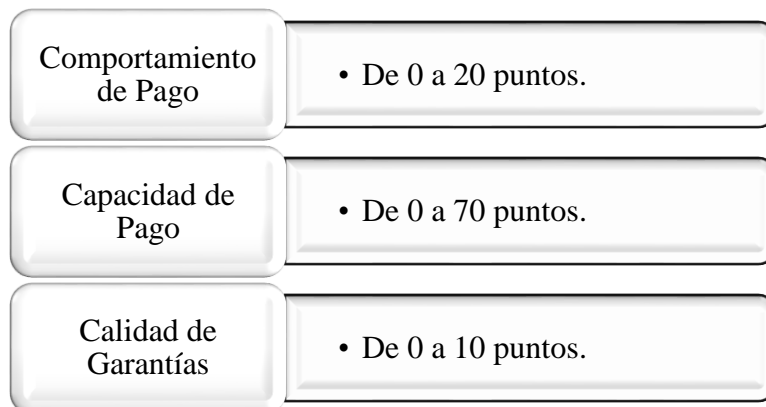 Comportamiento
de Pago
• De 0 a 20 puntos.
Capacidad de
Pago
• De 0 a 70 puntos.
Calidad de
Garantías
• De 0 a 10 puntos.